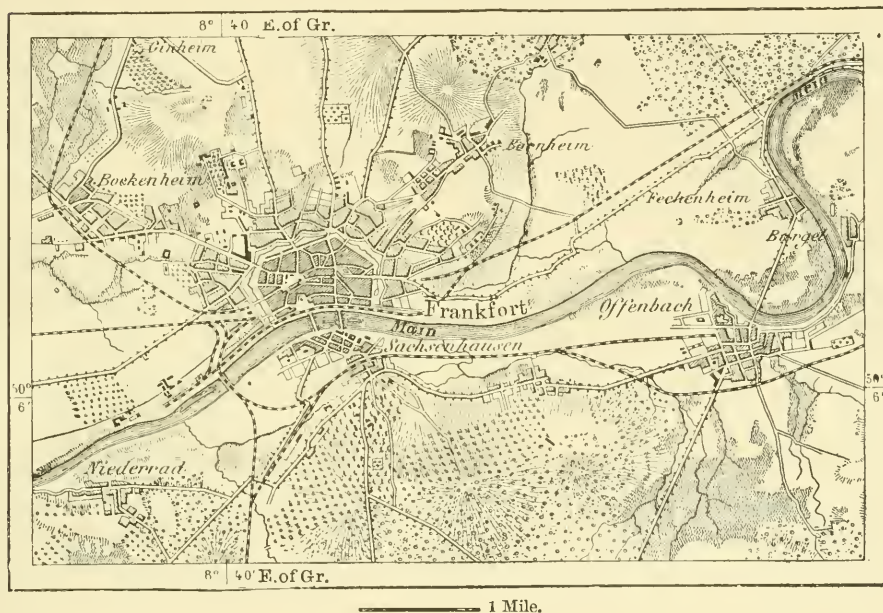 8° 40 E. of Gr.
Ginheim
Main
Bockenheim
Bornheim
Fechenheim
Bürgel
Frankfort
Offenbach
Main
Sachsenhausen
50°
6'
50°
6'
Niederrad
8° 40' E. of Gr.
1 Mile.